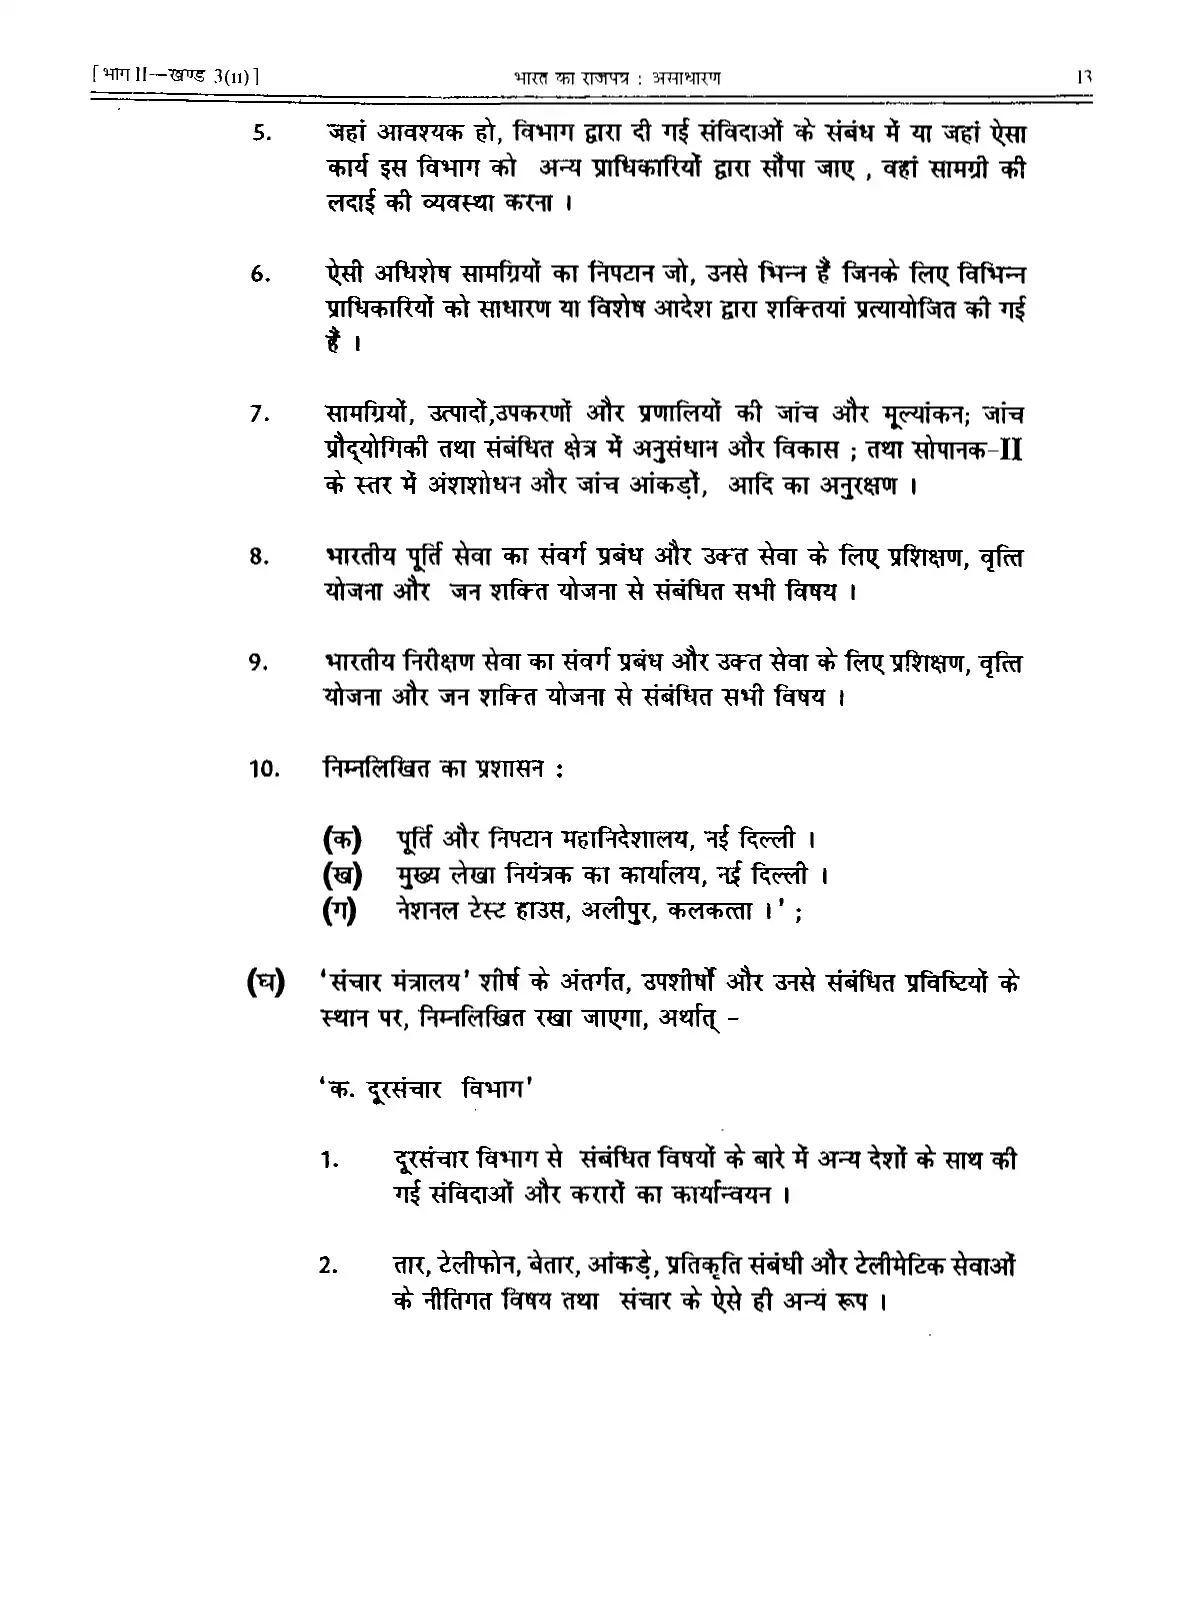 [ भाग II—खण्ड 3(ii) ]
भारत का राजपत्र : असाधारण
13
5. जहां आवश्यक हो, विभाग द्वारा दी गई संविदाओं के संबंध में या जहां ऐसा
कार्य इस विभाग को अन्य प्राधिकारियों द्वारा सौंपा जाए , वहां सामग्री की
लदाई की व्यवस्था करना ।
6. ऐसी अधिशेष सामग्रियों का निपटान जो, उनसे भिन्न हैं जिनके लिए विभिन्न
प्राधिकारियों को साधारण या विशेष आदेश द्वारा शक्तियां प्रत्यायोजित की गई
हैं ।
7. सामग्रियों, उत्पादों,उपकरणों और प्रणालियों की जांच और मूल्यांकन; जांच
प्रौद्योगिकी तथा संबंधित क्षेत्र में अनुसंधान और विकास ; तथा सोपानक-II
के स्तर में अंशशोधन और जांच आंकड़ों, आदि का अनुरक्षण ।
8. भारतीय पूर्ति सेवा का संवर्ग प्रबंध और उक्त सेवा के लिए प्रशिक्षण, वृत्ति
योजना और जन शक्ति योजना से संबंधित सभी विषय ।
9. भारतीय निरीक्षण सेवा का संवर्ग प्रबंध और उक्त सेवा के लिए प्रशिक्षण, वृत्ति
योजना और जन शक्ति योजना से संबंधित सभी विषय ।
10. निम्नलिखित का प्रशासन :
(क) पूर्ति और निपटान महानिदेशालय, नई दिल्ली ।
(ख) मुख्य लेखा नियंत्रक का कार्यालय, नई दिल्ली ।
(ग) नेशनल टेस्ट हाउस, अलीपुर, कलकत्ता ।' ;
(घ) 'संचार मंत्रालय' शीर्ष के अंतर्गत, उपशीर्षों और उनसे संबंधित प्रविष्टियों के
स्थान पर, निम्नलिखित रखा जाएगा, अर्थात् -
'क. दूरसंचार विभाग'
1. दूरसंचार विभाग से संबंधित विषयों के बारे में अन्य देशों के साथ की
गई संविदाओं और करारों का कार्यान्वयन ।
2. तार, टेलीफोन, बेतार, आंकड़े, प्रतिकृति संबंधी और टेलीमेटिक सेवाओं
के नीतिगत विषय तथा संचार के ऐसे ही अन्य रूप ।